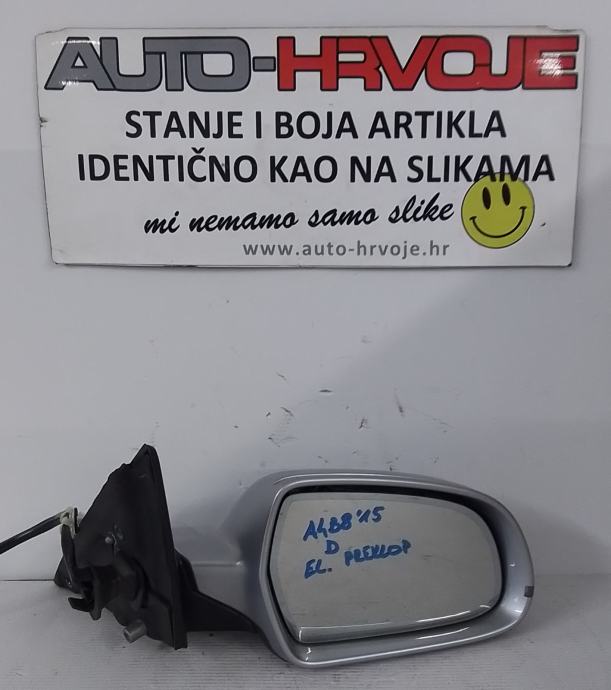 AUTO-HRVOJE
STANJE I BOJA ARTIKLA
IDENTIČNO KAO NA SLIKAMA
mi nemamo samo slike
www.auto-hrvoje.hr
A4B8'15
D
EL. PREKLOP